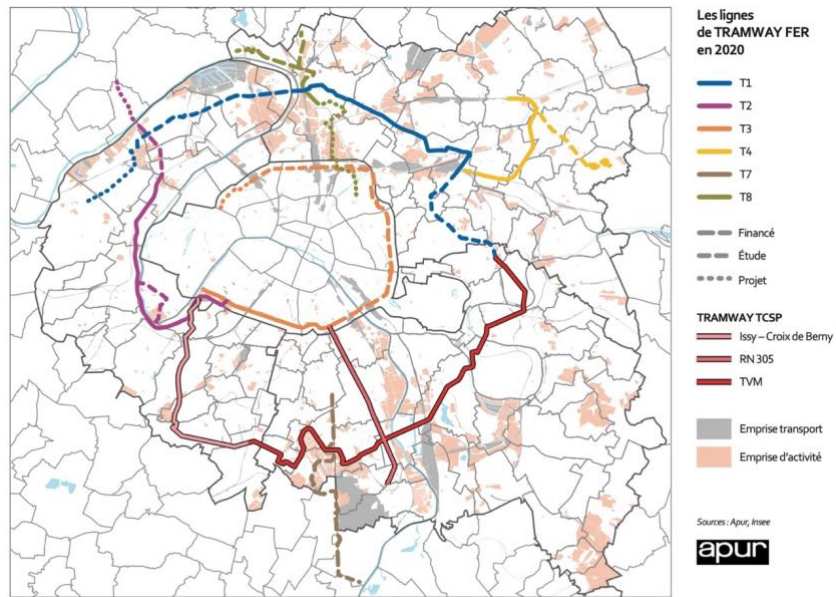 Les lignes
de TRAMWAY FER
en 2020
T1
T2
T3
T4
T7
T8
Financé
Étude
Projet
TRAMWAY TCSP
Issy – Croix de Berny
RN 305
TVM
Emprise transport
Emprise d'activité
Sources : Apur, Insee
apur